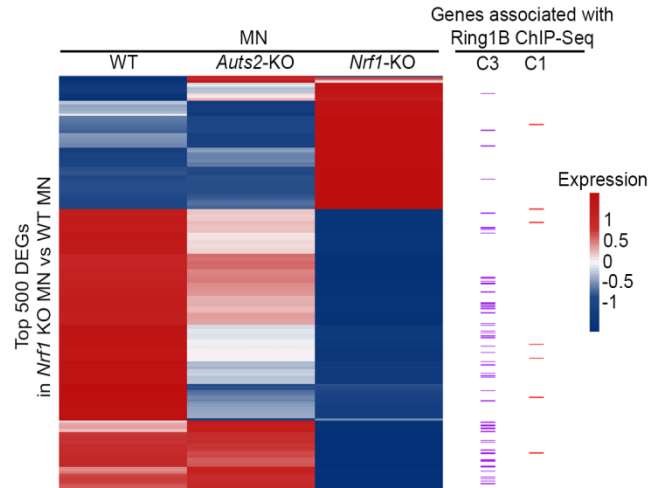 Genes associated with
Ring1B ChIP-Seq
MN
WT Auts2-KO Nrf1-KO
C3 C1
Top 500 DEGs
in Nrf1 KO MN vs WT MN
Expression
1
0.5
0
-0.5
-1